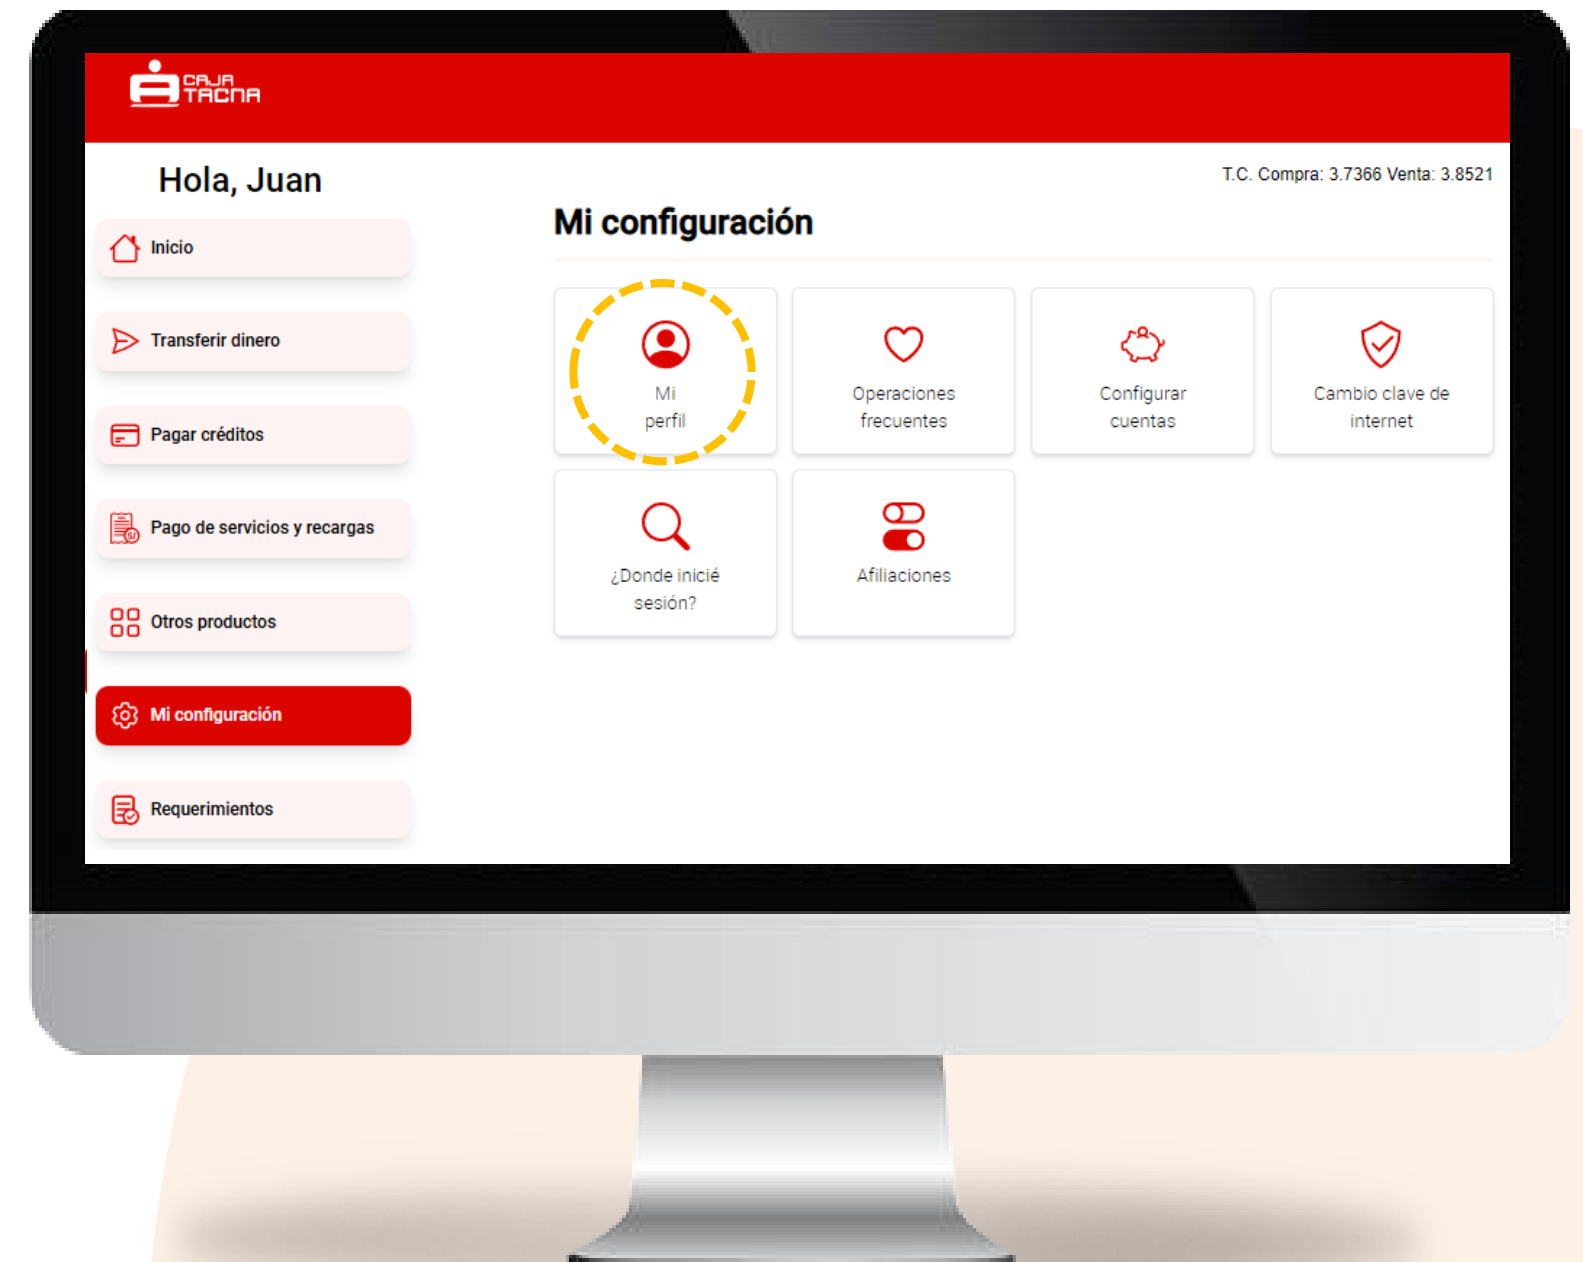 CAJA
TACNA
Hola, Juan
T.C. Compra: 3.7366 Venta: 3.8521
Mi configuración
Inicio
Transferir dinero
Pagar créditos
Pago de servicios y recargas
S/
Otros productos
Mi configuración
Requerimientos
Mi
perfil
Operaciones
frecuentes
Configurar
cuentas
Cambio clave de
internet
¿Donde inicié
sesión?
Afiliaciones